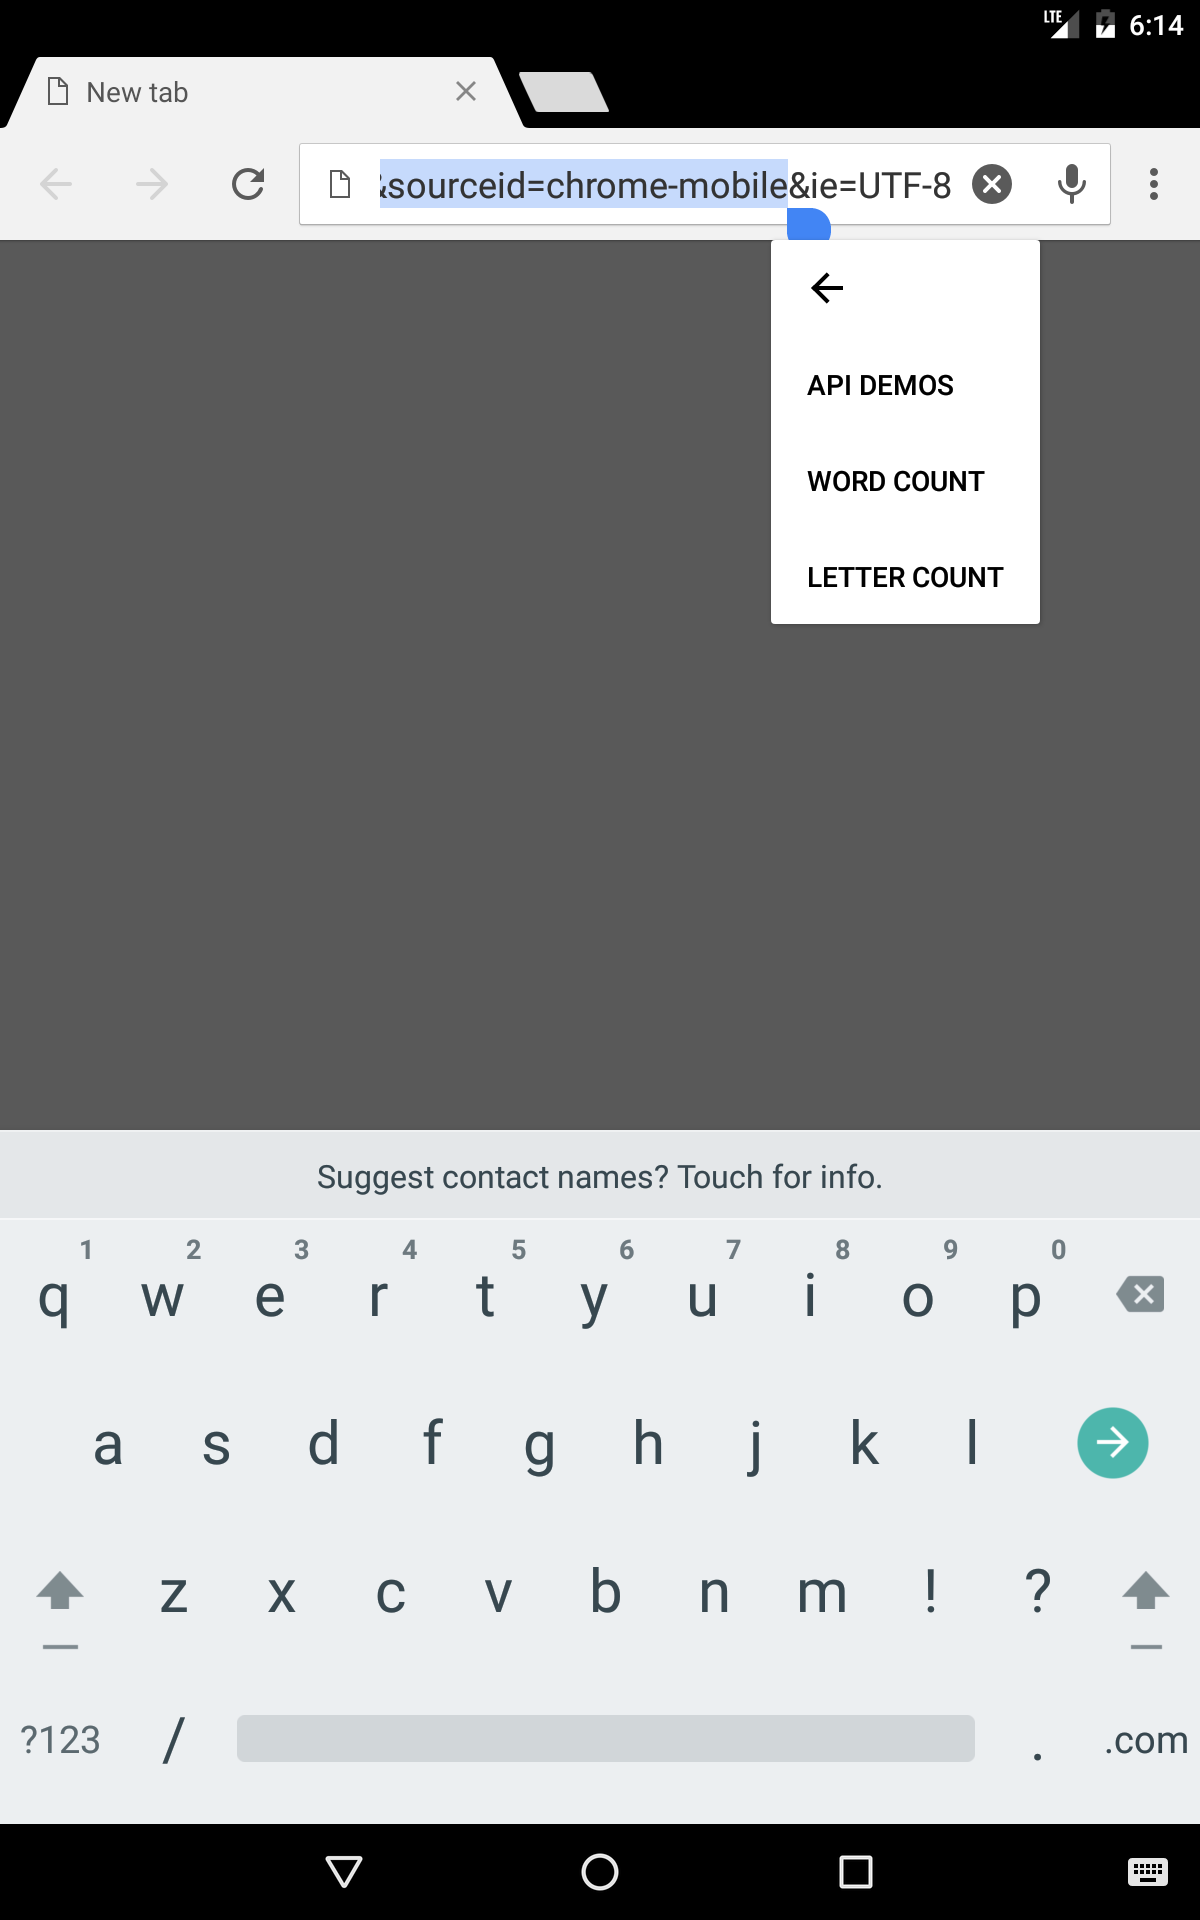 LTE 6:14
New tab
&sourceid=chrome-mobile&ie=UTF-8
API DEMOS
WORD COUNT
LETTER COUNT
Suggest contact names? Touch for info.
1 2 3 4 5 6 7 8 9 0
q w e r t y u i o p
a s d f g h j k l
z x c v b n m ! ?
?123 / . .com